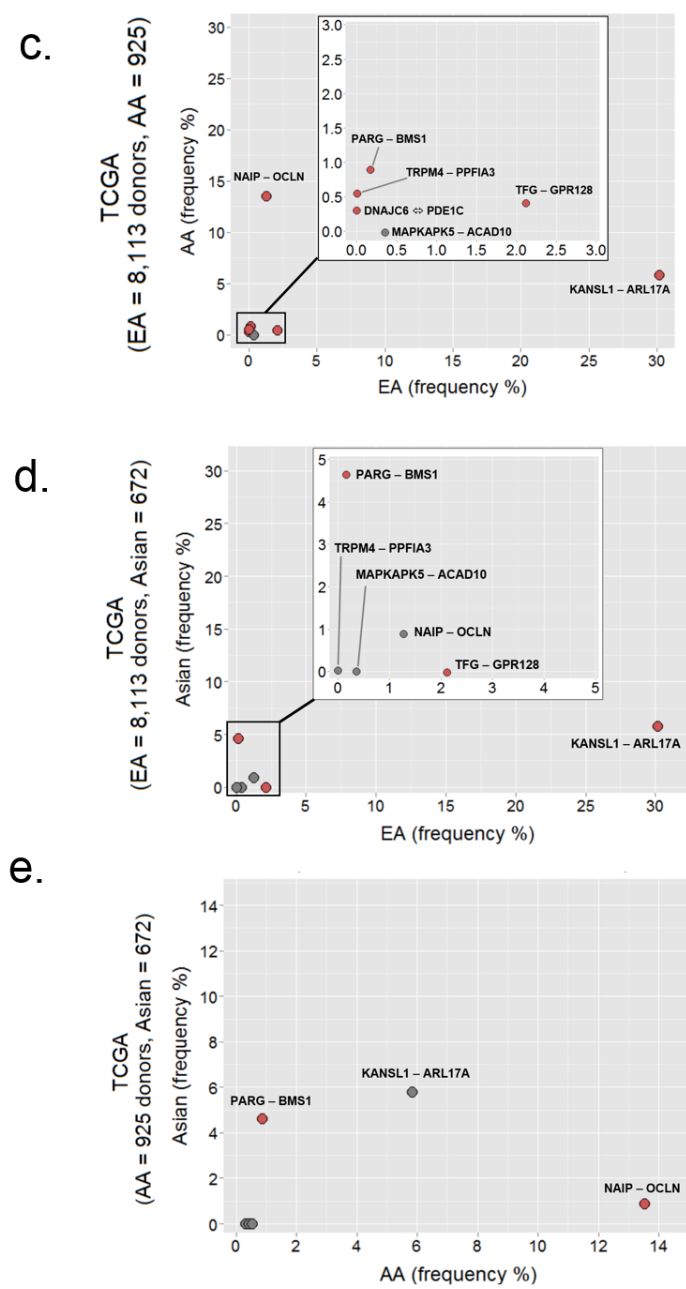 c.
TCGA
(EA = 8,113 donors, AA = 925)
AA (frequency %)
30
25
20
15
10
5
0
NAIP – OCLN
3.0
2.5
2.0
1.5
1.0
0.5
0.0
PARG – BMS1
TRPM4 – PPFIA3
TFG – GPR128
DNAJC6 ⇔ PDE1C
MAPKAPK5 – ACAD10
0.0 0.5 1.0 1.5 2.0 2.5 3.0
KANSL1 – ARL17A
0 5 10 15 20 25 30
EA (frequency %)
d.
TCGA
(EA = 8,113 donors, Asian = 672)
Asian (frequency %)
30
25
20
15
10
5
0
5
4
3
2
1
0
PARG – BMS1
TRPM4 – PPFIA3
MAPKAPK5 – ACAD10
NAIP – OCLN
TFG – GPR128
0 1 2 3 4 5
KANSL1 – ARL17A
0 5 10 15 20 25 30
EA (frequency %)
e.
TCGA
(AA = 925 donors, Asian = 672)
Asian (frequency %)
14
12
10
8
6
4
2
0
KANSL1 – ARL17A
PARG – BMS1
NAIP – OCLN
0 2 4 6 8 10 12 14
AA (frequency %)